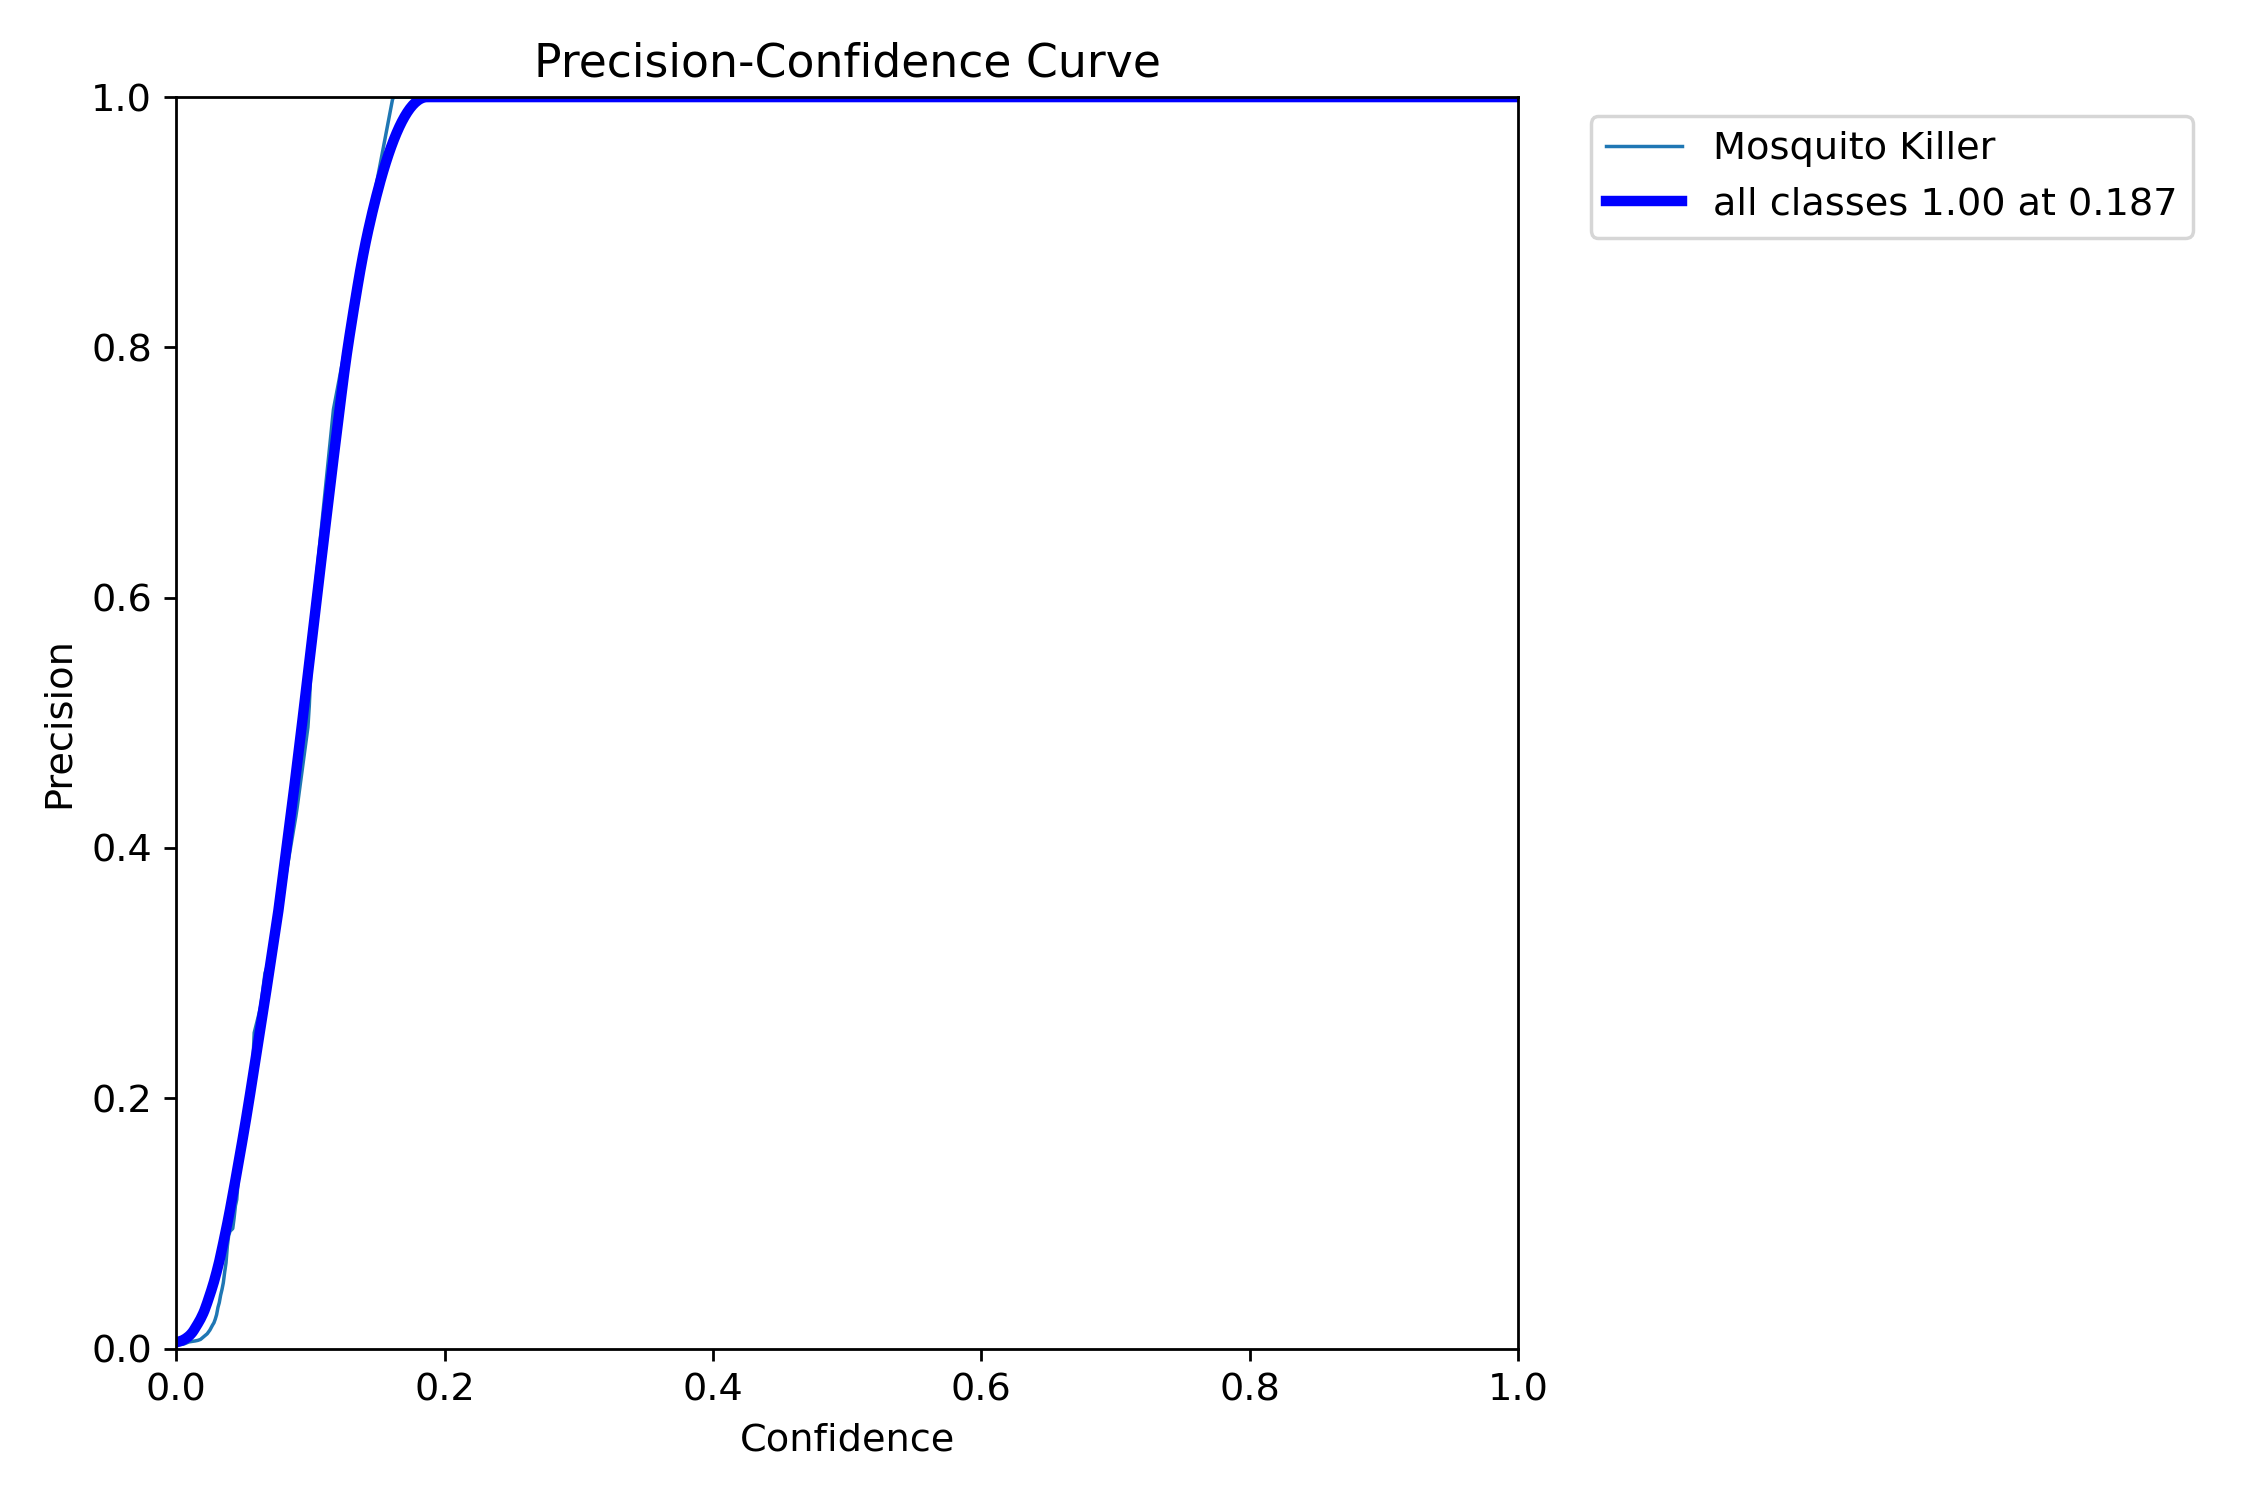 Precision-Confidence Curve
1.0
0.8
0.6
0.4
0.2
0.0
Precision
0.0 0.2 0.4 0.6 0.8 1.0
Confidence
Mosquito Killer
all classes 1.00 at 0.187